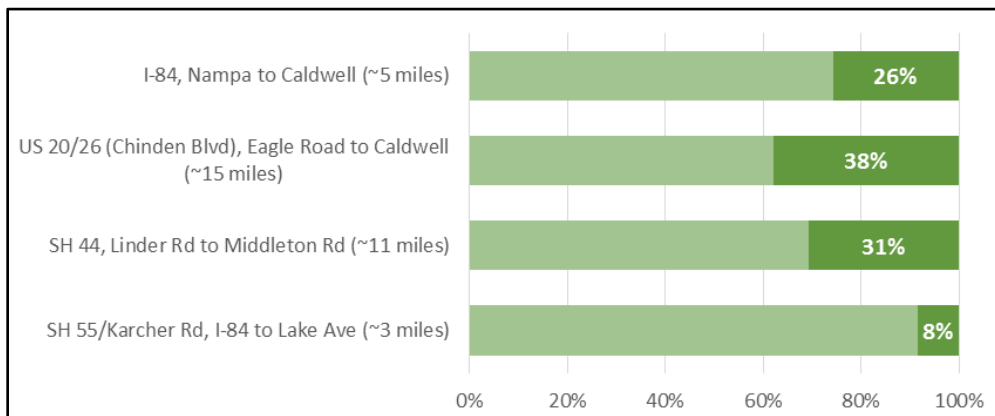 I-84, Nampa to Caldwell (~5 miles)
26%
US 20/26 (Chinden Blvd), Eagle Road to Caldwell
(~15 miles)
38%
SH 44, Linder Rd to Middleton Rd (~11 miles)
31%
SH 55/Karcher Rd, I-84 to Lake Ave (~3 miles)
8%
0% 20% 40% 60% 80% 100%